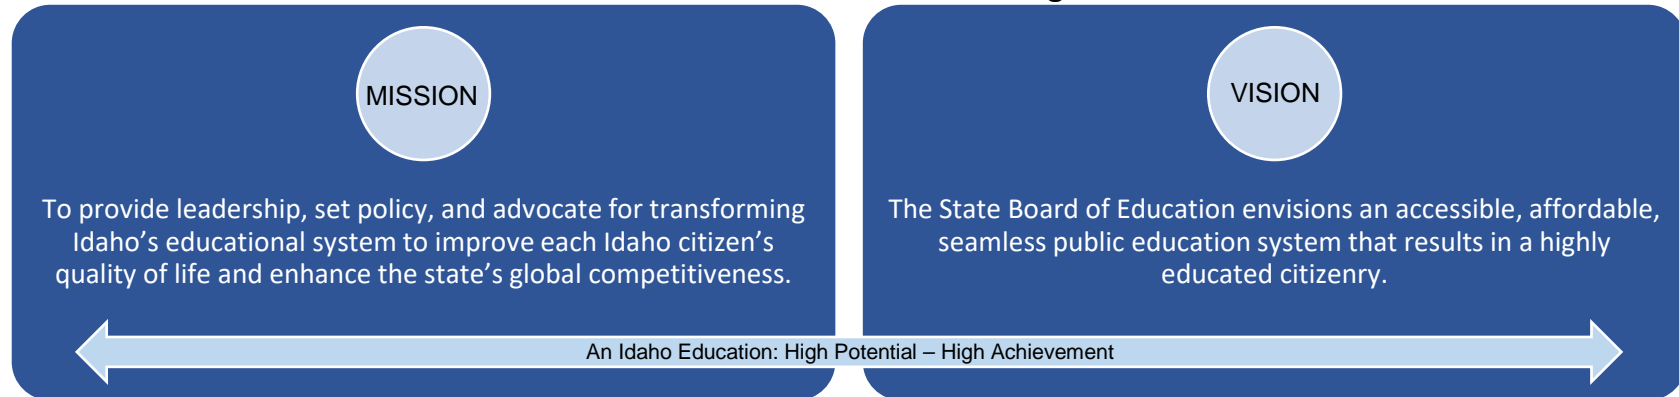 MISSION
To provide leadership, set policy, and advocate for transforming
Idaho’s educational system to improve each Idaho citizen’s
quality of life and enhance the state’s global competitiveness.
VISION
The State Board of Education envisions an accessible, affordable,
seamless public education system that results in a highly
educated citizenry.
An Idaho Education: High Potential – High Achievement